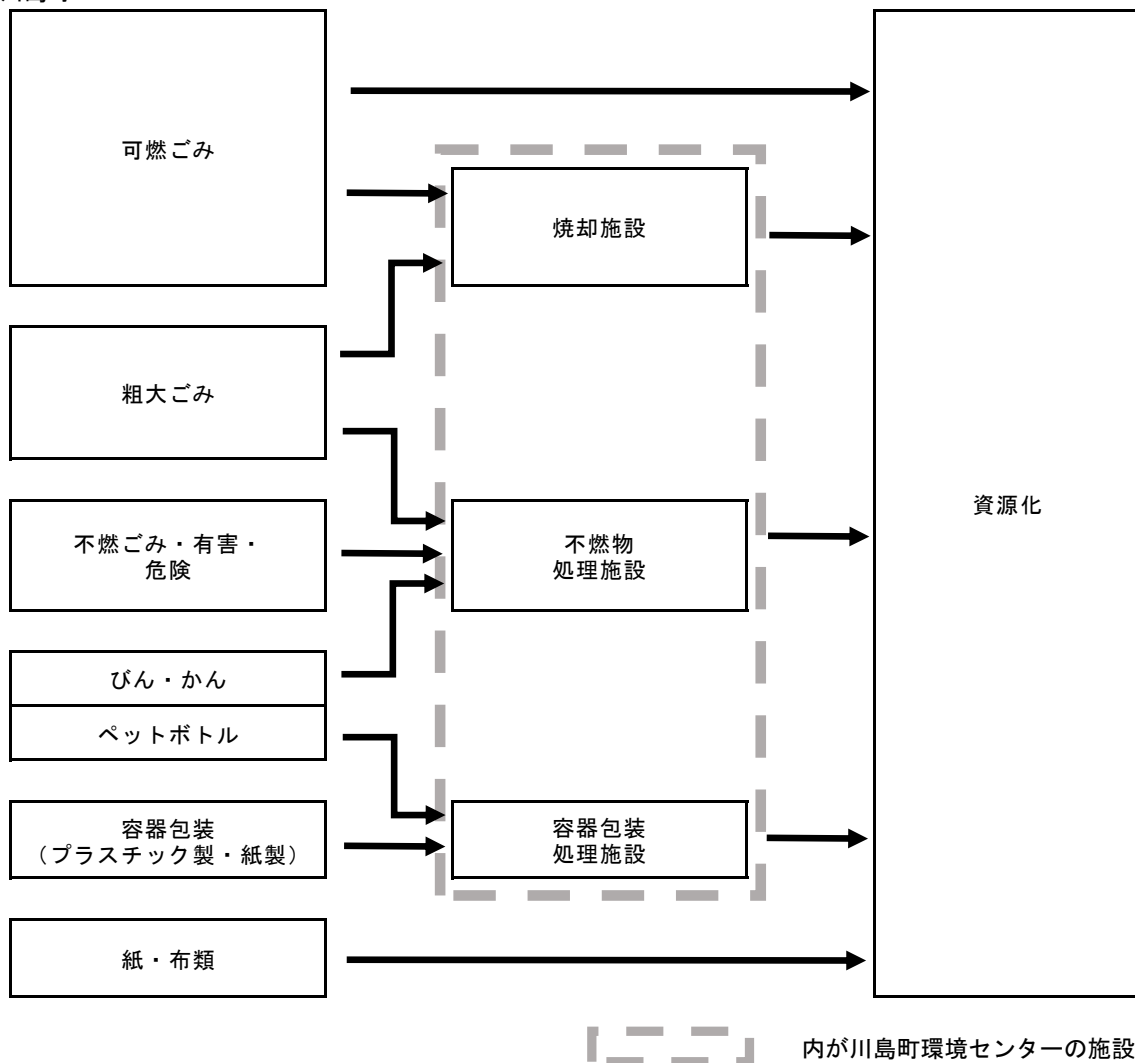 可燃ごみ
焼却施設
粗大ごみ
資源化
不燃ごみ・有害・
危険
不燃物
処理施設
びん・かん
ペットボトル
容器包装
（プラスチック製・紙製）
容器包装
処理施設
紙・布類
内が川島町環境センターの施設